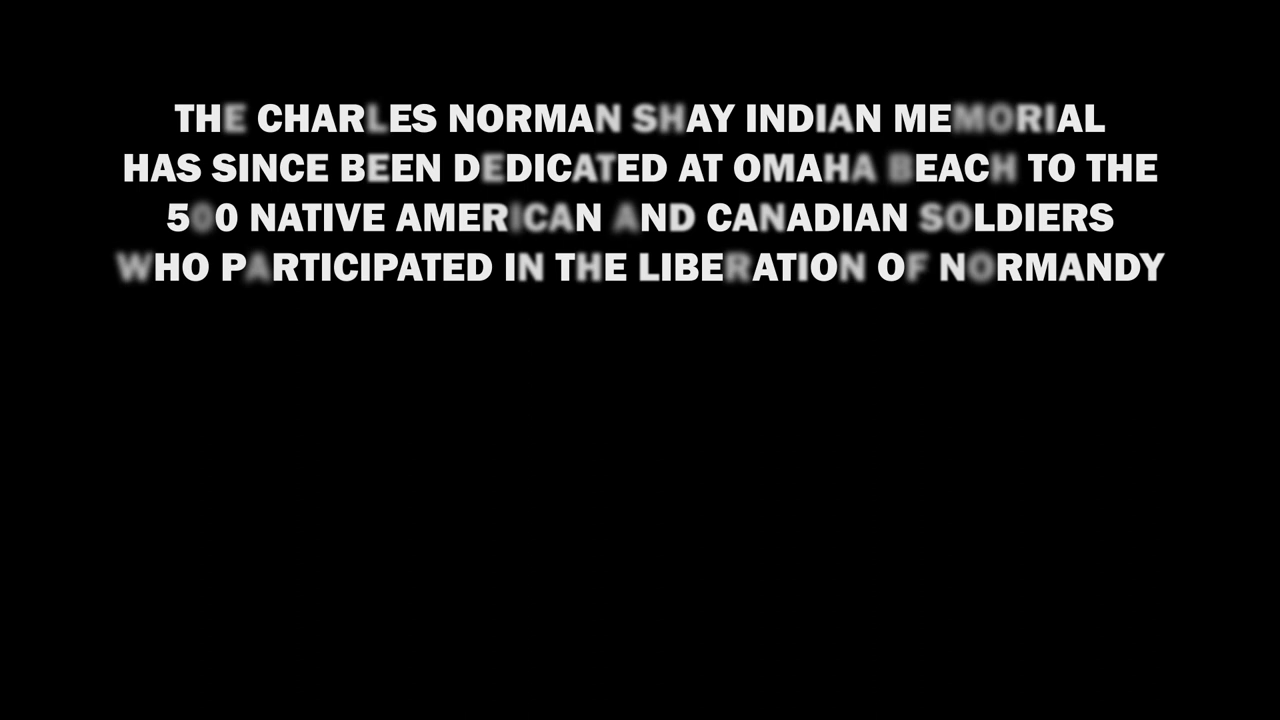 THE CHARLES NORMAN SHAY INDIAN MEMORIAL
HAS SINCE BEEN DEDICATED AT OMAHA BEACH TO THE
500 NATIVE AMERICAN AND CANADIAN SOLDIERS
WHO PARTICIPATED IN THE LIBERATION OF NORMANDY